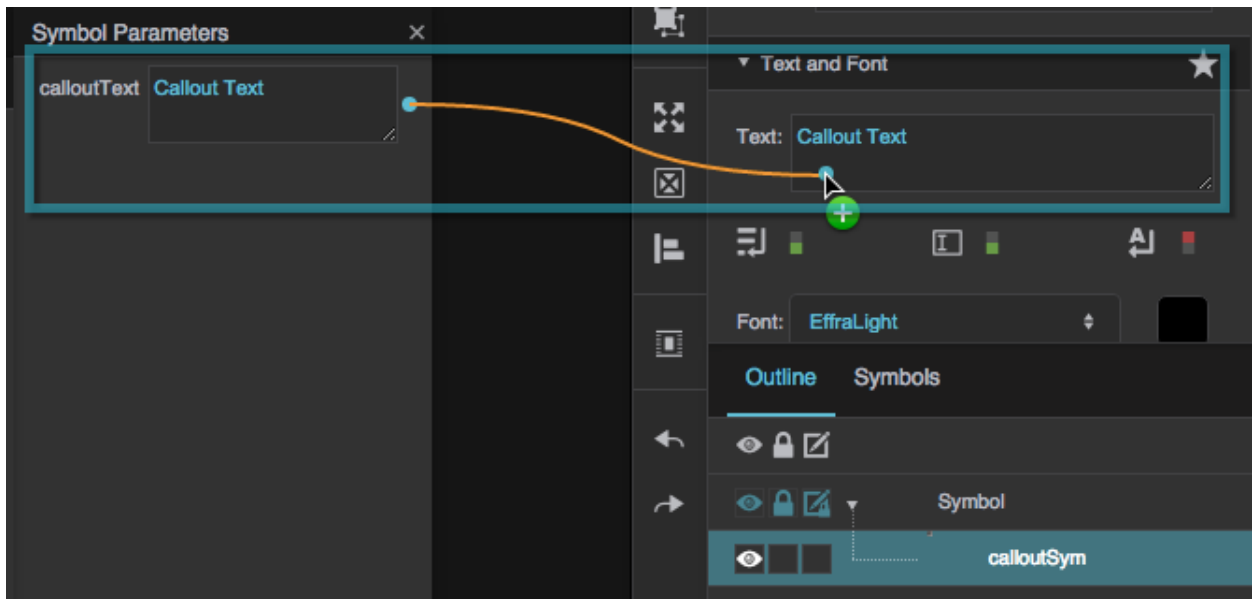 Symbol Parameters
calloutText Callout Text
Text and Font
Text: Callout Text
Font: EffraLight
Outline Symbols
Symbol
calloutSym